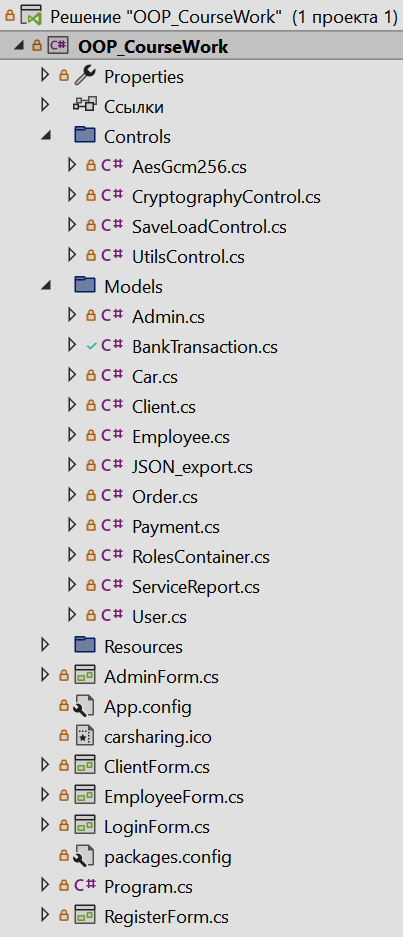 Решение "OOP_CourseWork" (1 проекта 1)
C# OOP_CourseWork
Properties
Ссылки
Controls
C# AesGcm256.cs
C# CryptographyControl.cs
C# SaveLoadControl.cs
C# UtilsControl.cs
Models
C# Admin.cs
C# BankTransaction.cs
C# Car.cs
C# Client.cs
C# Employee.cs
C# JSON_export.cs
C# Order.cs
C# Payment.cs
C# RolesContainer.cs
C# ServiceReport.cs
C# User.cs
Resources
AdminForm.cs
App.config
carsharing.ico
ClientForm.cs
EmployeeForm.cs
LoginForm.cs
packages.config
C# Program.cs
RegisterForm.cs